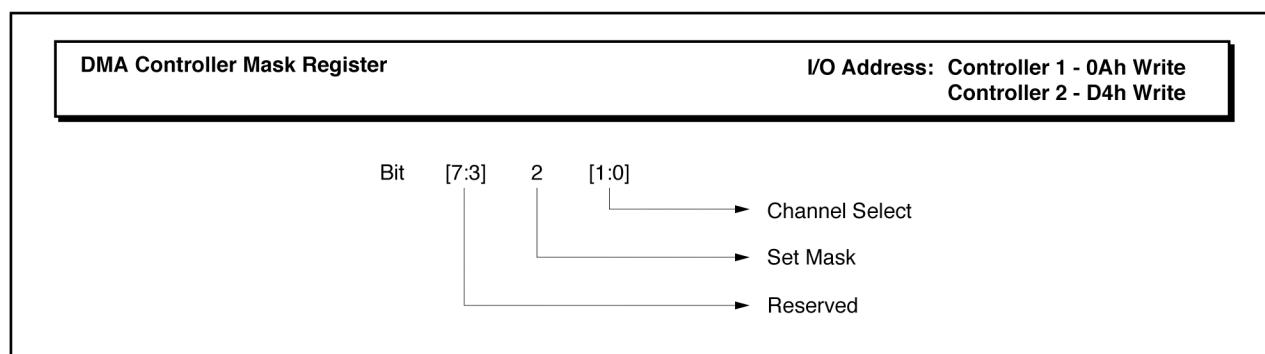 DMA Controller Mask Register
I/O Address: Controller 1 - 0Ah Write
Controller 2 - D4h Write
Bit [7:3] 2 [1:0]
Channel Select
Set Mask
Reserved